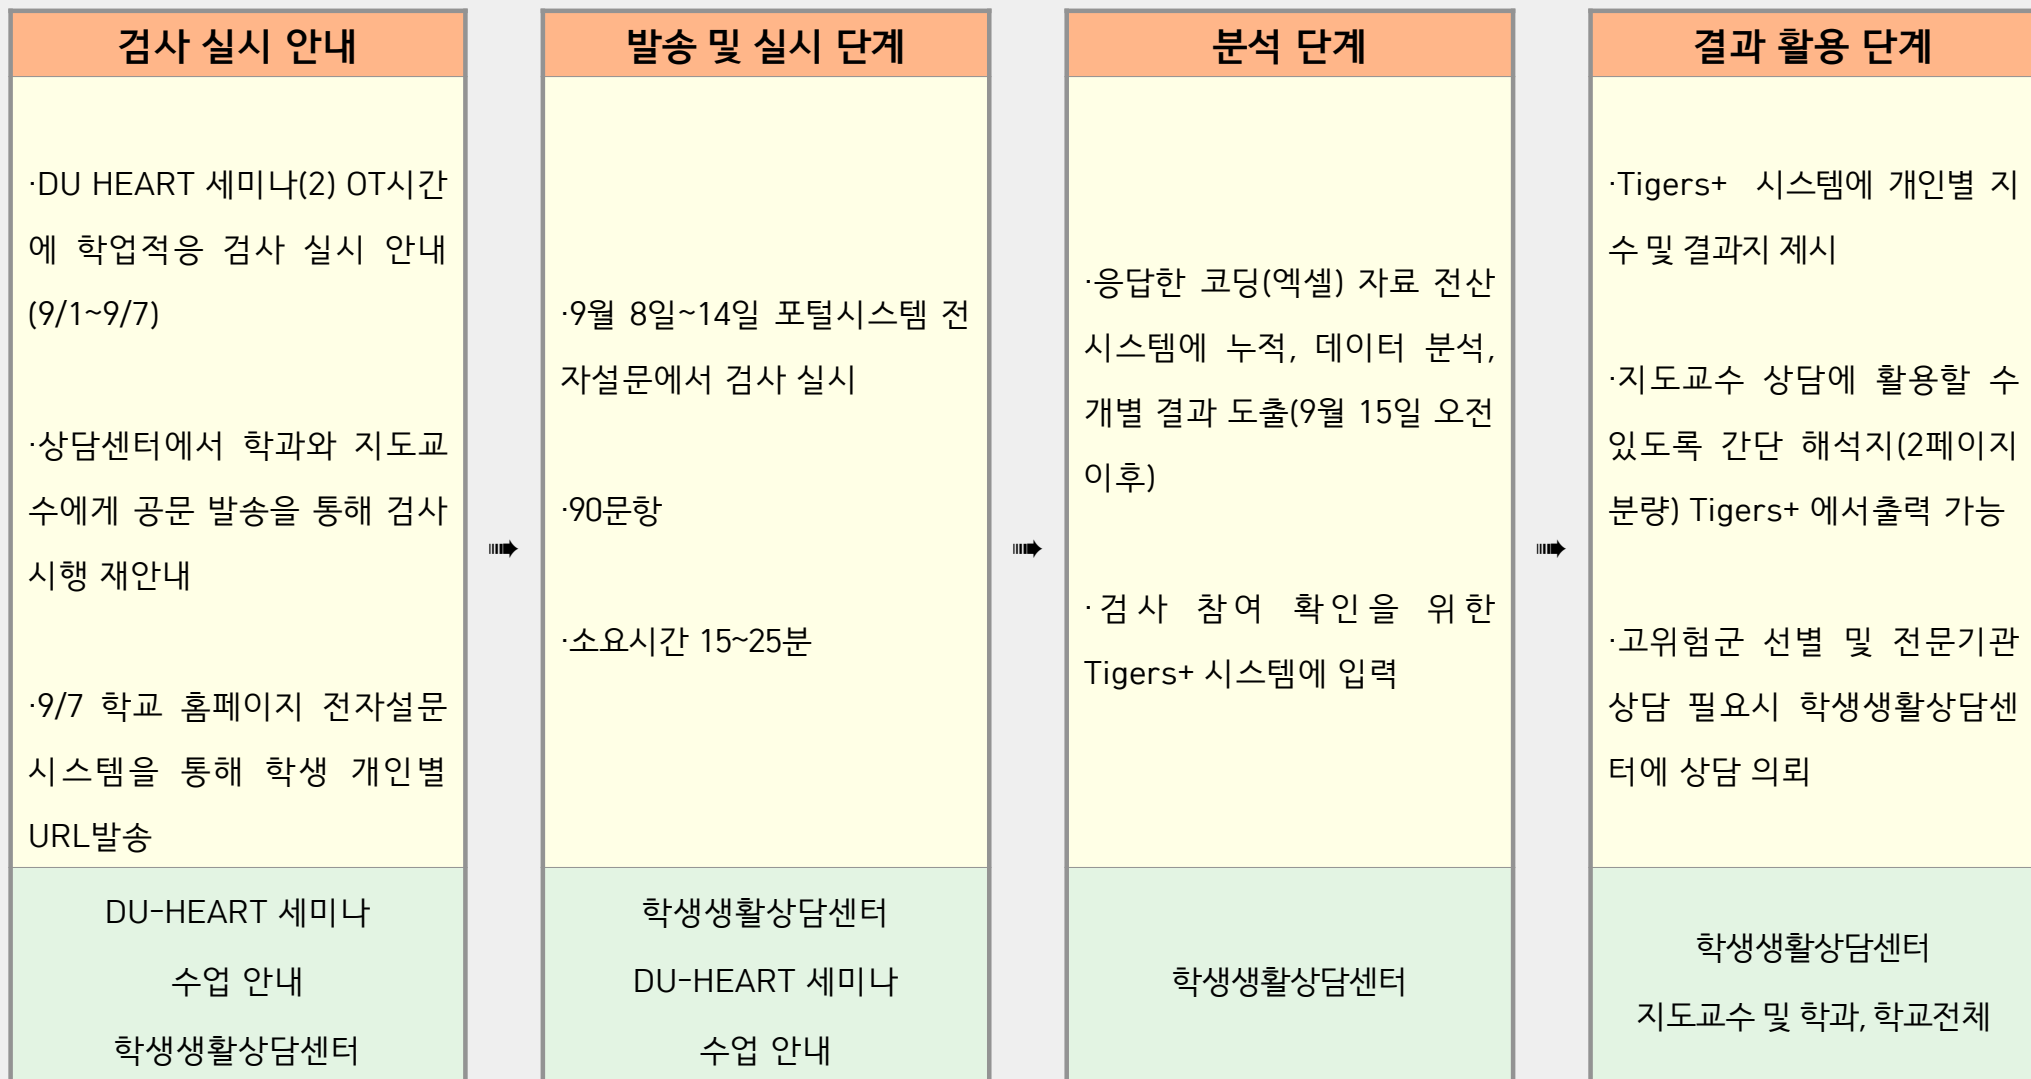 검사 실시 안내
·DU HEART 세미나(2) OT시간
에 학업적응 검사 실시 안내
(9/1~9/7)
·상담센터에서 학과와 지도교
수에게 공문 발송을 통해 검사
시행 재안내
·9/7 학교 홈페이지 전자설문
시스템을 통해 학생 개인별
URL발송
DU-HEART 세미나
수업 안내
학생생활상담센터
➠
발송 및 실시 단계
·9월 8일~14일 포털시스템 전
자설문에서 검사 실시
·90문항
·소요시간 15~25분
학생생활상담센터
DU-HEART 세미나
수업 안내
➠
분석 단계
·응답한 코딩(엑셀) 자료 전산
시스템에 누적, 데이터 분석,
개별 결과 도출(9월 15일 오전
이후)
·검사 참여 확인을 위한
Tigers+ 시스템에 입력
학생생활상담센터
➠
결과 활용 단계
·Tigers+ 시스템에 개인별 지
수 및 결과지 제시
·지도교수 상담에 활용할 수
있도록 간단 해석지(2페이지
분량) Tigers+ 에서출력 가능
·고위험군 선별 및 전문기관
상담 필요시 학생생활상담센
터에 상담 의뢰
학생생활상담센터
지도교수 및 학과, 학교전체